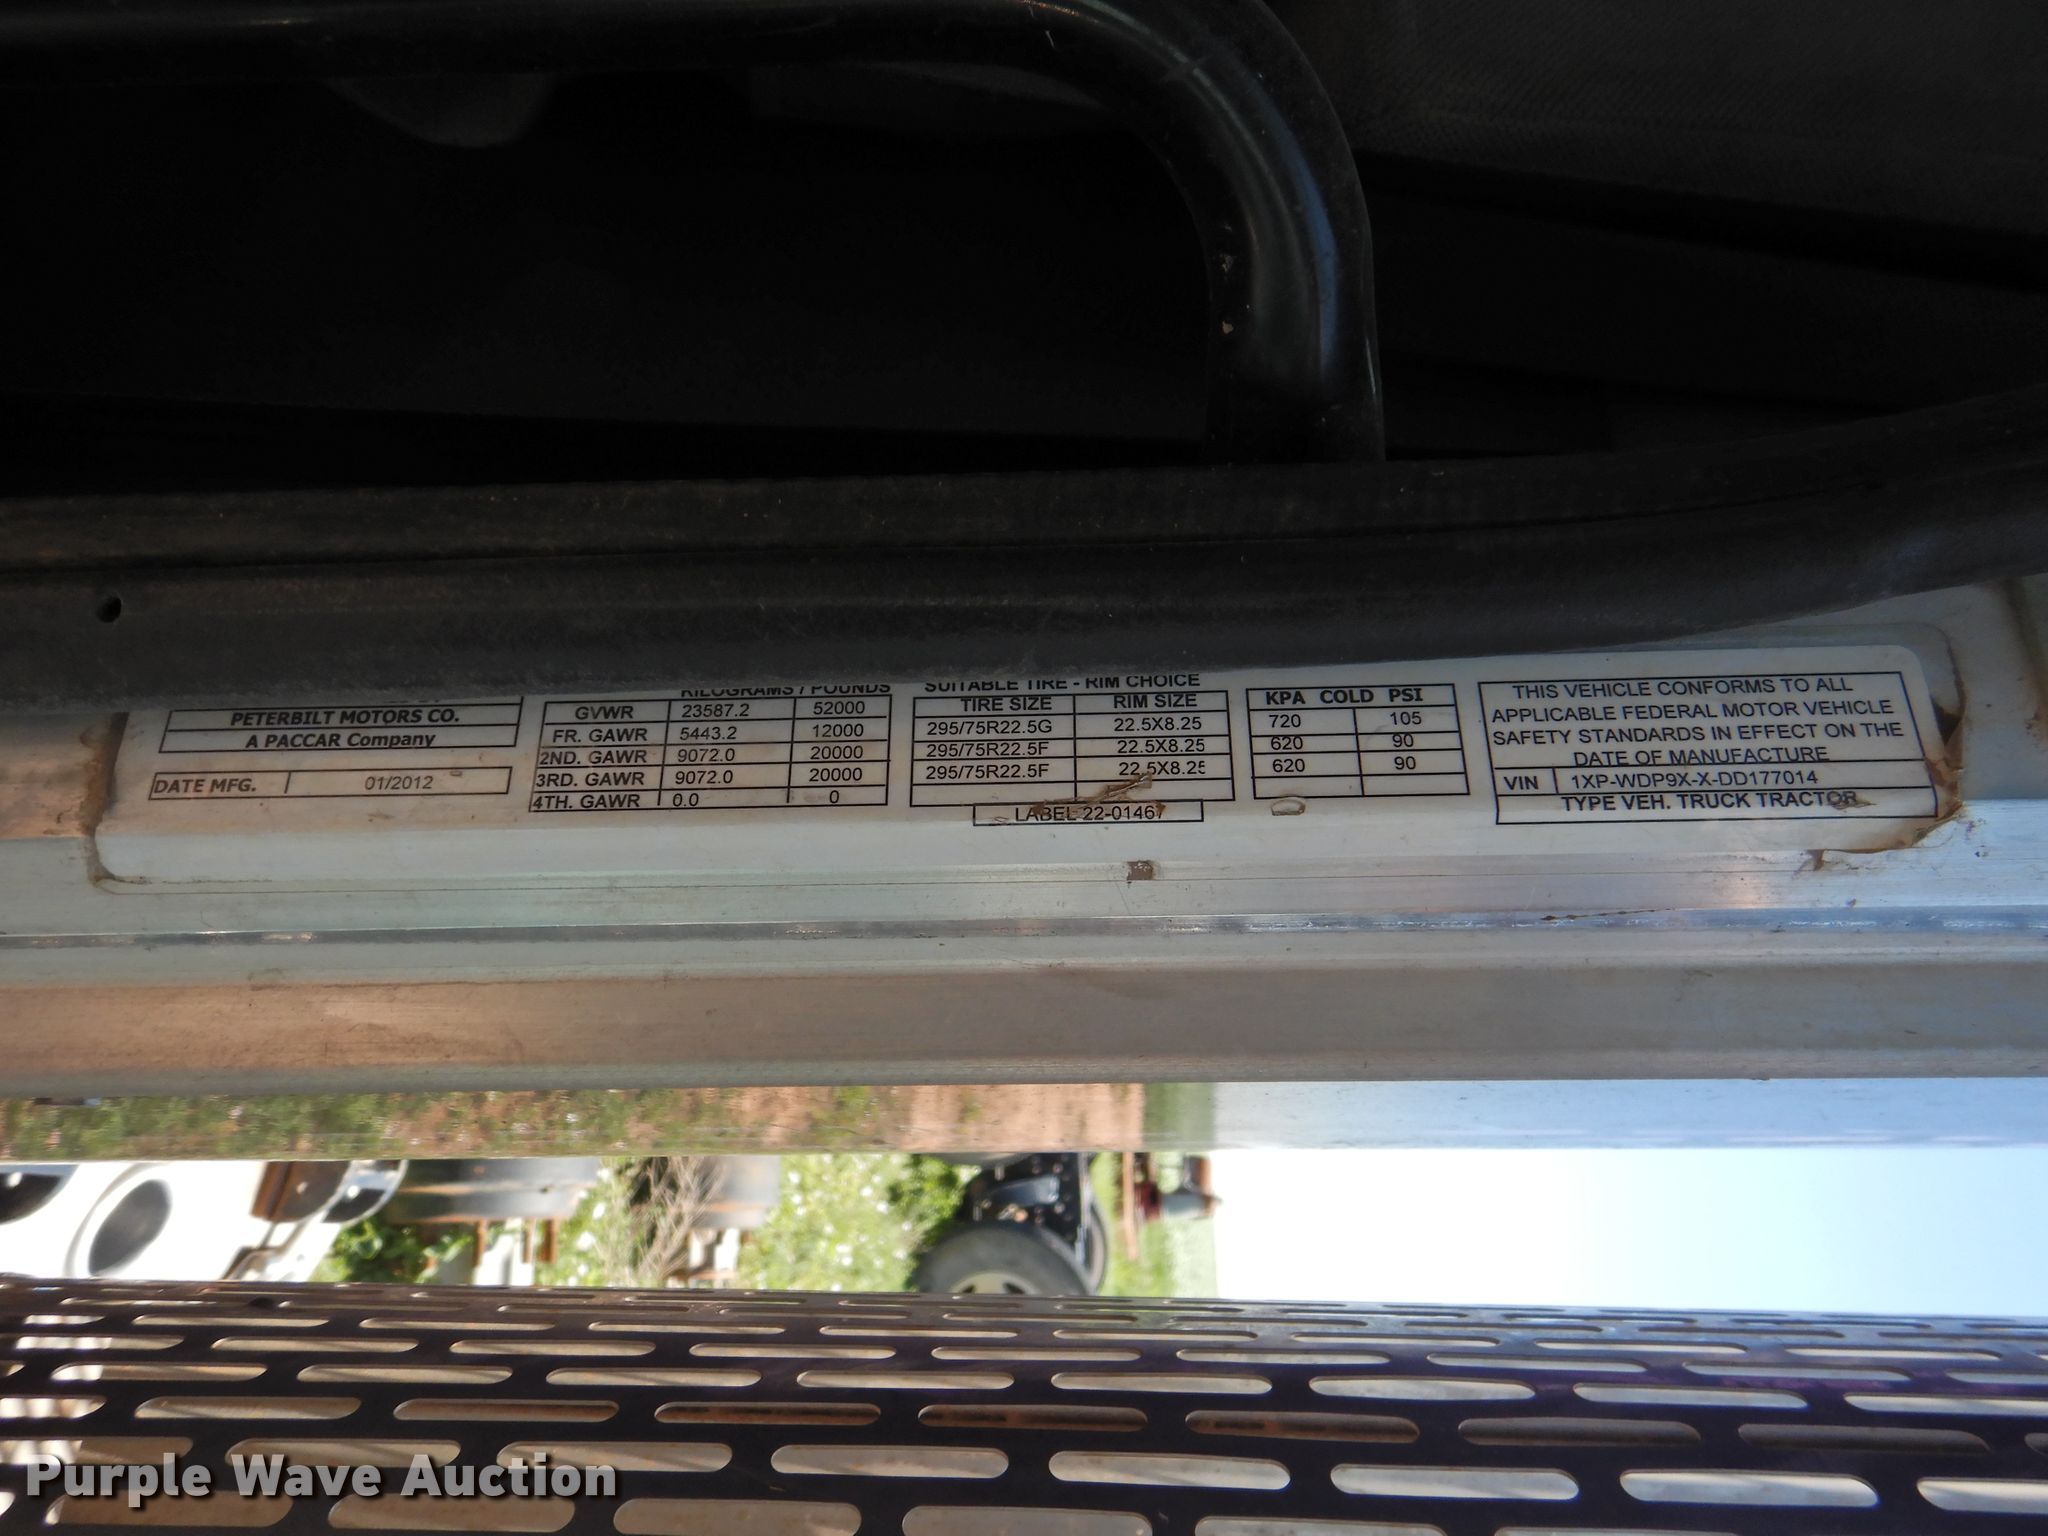 PETERBILT MOTORS CO.
A PACCAR Company
DATE MFG. 01/2012
KILOGRAMS / POUNDS
GVWR 23587.2 52000
FR. GAWR 5443.2 12000
2ND. GAWR 9072.0 20000
3RD. GAWR 9072.0 20000
4TH. GAWR 0.0 0
SUITABLE TIRE - RIM CHOICE
TIRE SIZE RIM SIZE
295/75R22.5G 22.5X8.25
295/75R22.5F 22.5X8.25
295/75R22.5F 22.5X8.25
LABEL 22-01467
KPA COLD PSI
720 105
620 90
620 90
THIS VEHICLE CONFORMS TO ALL
APPLICABLE FEDERAL MOTOR VEHICLE
SAFETY STANDARDS IN EFFECT ON THE
DATE OF MANUFACTURE
VIN 1XP-WDP9X-X-DD177014
TYPE VEH. TRUCK TRACTOR
Purple Wave Auction